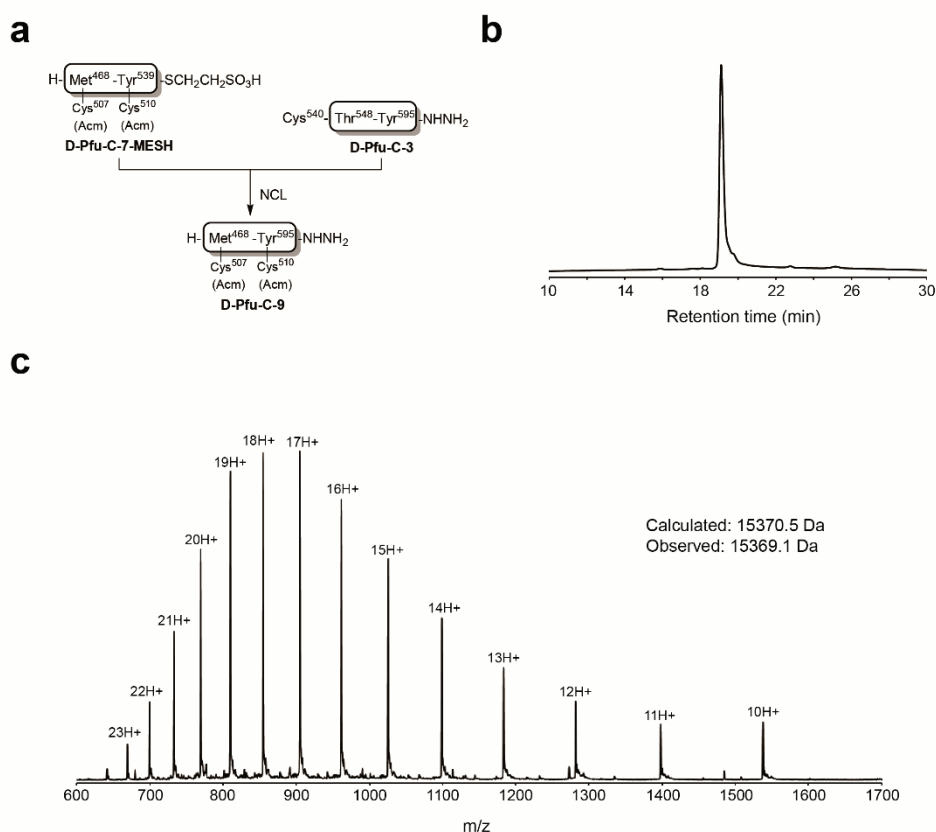 a
H-
Met468 -Tyr539
-SCH2CH2SO3H
Cys507 Cys510
(Acm) (Acm)
D-Pfu-C-7-MESH
Cys540- Thr548-Tyr595 -NHNH2
D-Pfu-C-3
NCL
H- Met468 -Tyr595 -NHNH2
Cys507 Cys510
(Acm) (Acm)
D-Pfu-C-9
b
10 14 18 22 26 30
Retention time (min)
c
23H+
22H+
21H+
20H+
19H+
18H+
17H+
16H+
15H+
14H+
13H+
12H+
11H+
10H+
Calculated: 15370.5 Da
Observed: 15369.1 Da
600 700 800 900 1000 1100 1200 1300 1400 1500 1600 1700
m/z